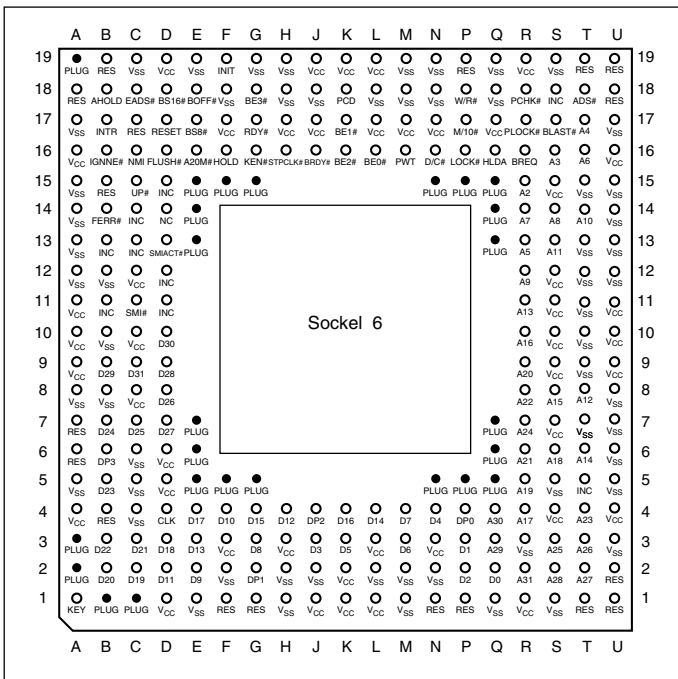 A B C D E F G H J K L M N P Q R S T U
19 19
PLUG RES VSS VCC VSS INIT VSS VSS VCC VCC VCC VSS VSS RES VSS VCC VSS RES RES
18 18
RES AHOLD EADS# BS16# BOFF# VSS BE3# VSS VSS PCD VSS VSS VSS W/R# VSS PCHK# INC ADS# RES
17 17
VSS INTR RES RESET BS8# VCC RDY# VCC VCC BE1# VCC VCC VCC M/10# VCC PLOCK# BLAST# A4 VSS
16 16
VCC IGNNE# NMI FLUSH# A20M# HOLD KEN# STPCLK# BRDY# BE2# BE0# PWT D/C# LOCK# HLDA BREQ A3 A6 VCC
15 15
VSS RES UP# INC PLUG PLUG PLUG PLUG PLUG PLUG A2 VCC VSS VSS
14 14
VSS FERR# INC NC PLUG PLUG A7 A8 A10 VSS
13 13
VSS INC INC SMIACT# PLUG PLUG A5 A11 VSS VSS
12 12
VSS VSS VCC INC A9 VCC VSS VSS
11 11
VCC INC SMI# INC A13 VCC VSS VSS
Sockel 6
10 10
VCC VSS VCC D30 A16 VCC VSS VCC
9 9
VCC D29 D31 D28 A20 VCC VSS VCC
8 8
VSS VSS VCC D26 A22 A15 A12 VSS
7 7
RES D24 D25 D27 PLUG PLUG A24 VCC VSS VSS
6 6
RES DP3 VSS VCC PLUG PLUG A21 A18 A14 VSS
5 5
VSS D23 VSS VCC PLUG PLUG PLUG PLUG PLUG PLUG A19 VSS INC VSS
4 4
VCC RES VSS CLK D17 D10 D15 D12 DP2 D16 D14 D7 D4 DP0 A30 A17 VCC A23 VCC
3 3
PLUG D22 D21 D18 D13 VCC D8 VCC D3 D5 VCC D6 VCC D1 A29 VSS A25 A26 VSS
2 2
PLUG D20 D19 D11 D9 VSS DP1 VSS VSS VCC VSS VSS VSS D2 D0 A31 A28 A27 RES
1 1
KEY PLUG PLUG VCC VSS RES RES VSS VCC VCC VCC VSS RES RES VSS VCC VSS RES RES
A B C D E F G H J K L M N P Q R S T U